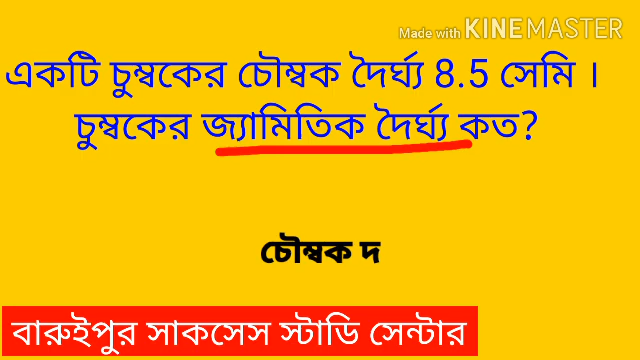 Made with KINEMASTER
একটি চুম্বকের চৌম্বক দৈর্ঘ্য 8.5 সেমি ।
চুম্বকের জ্যামিতিক দৈর্ঘ্য কত?
চৌম্বক দ
বারুইপুর সাকসেস স্টাডি সেন্টার